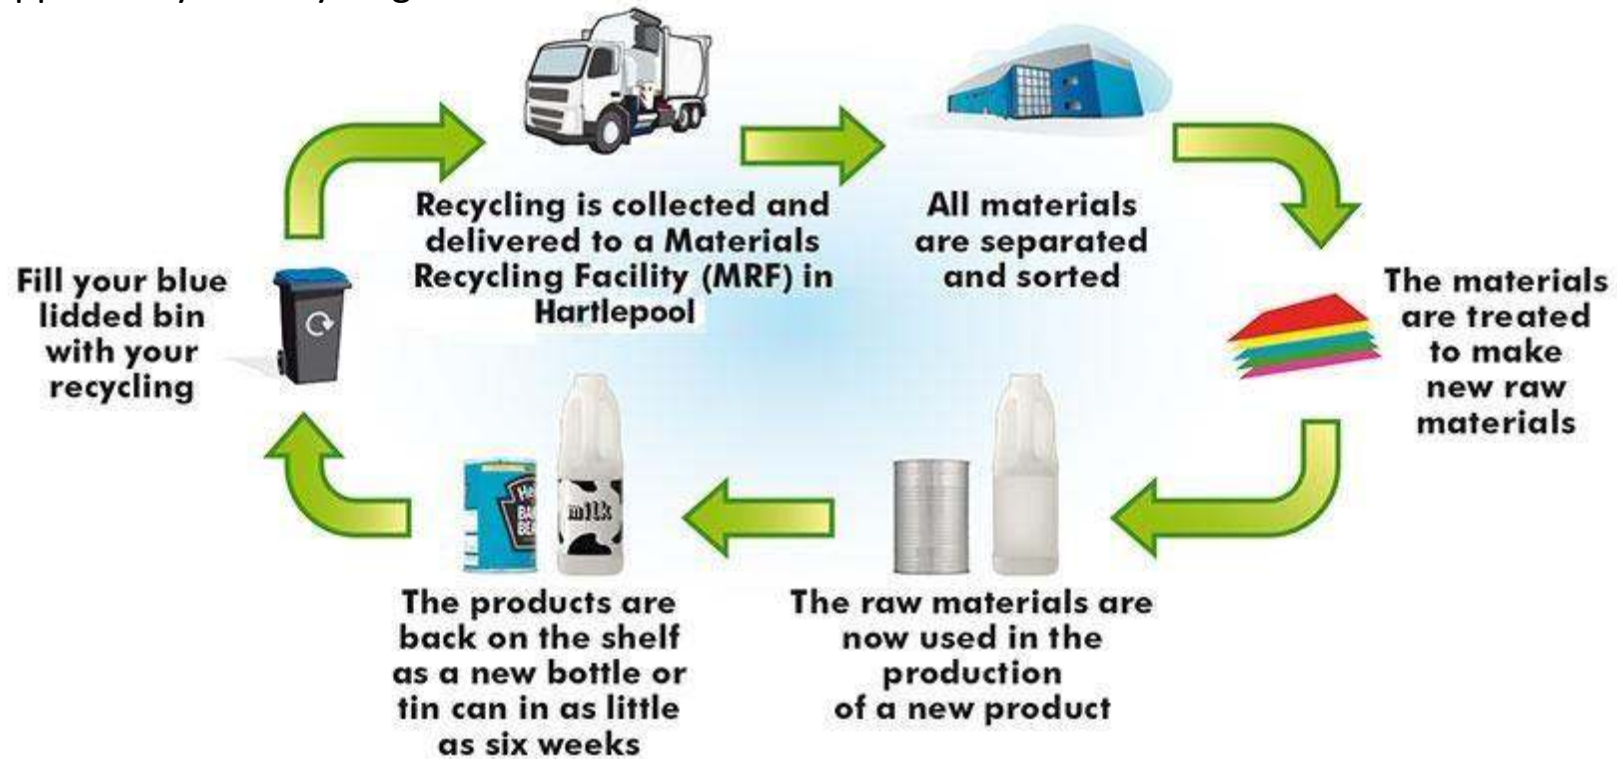 Fill your blue
lidded bin
with your
recycling
Recycling is collected and
delivered to a Materials
Recycling Facility (MRF) in
Hartlepool
All materials
are separated
and sorted
The materials
are treated
to make
new raw
materials
The raw materials are
now used in the
production
of a new product
milk
The products are
back on the shelf
as a new bottle or
tin can in as little
as six weeks